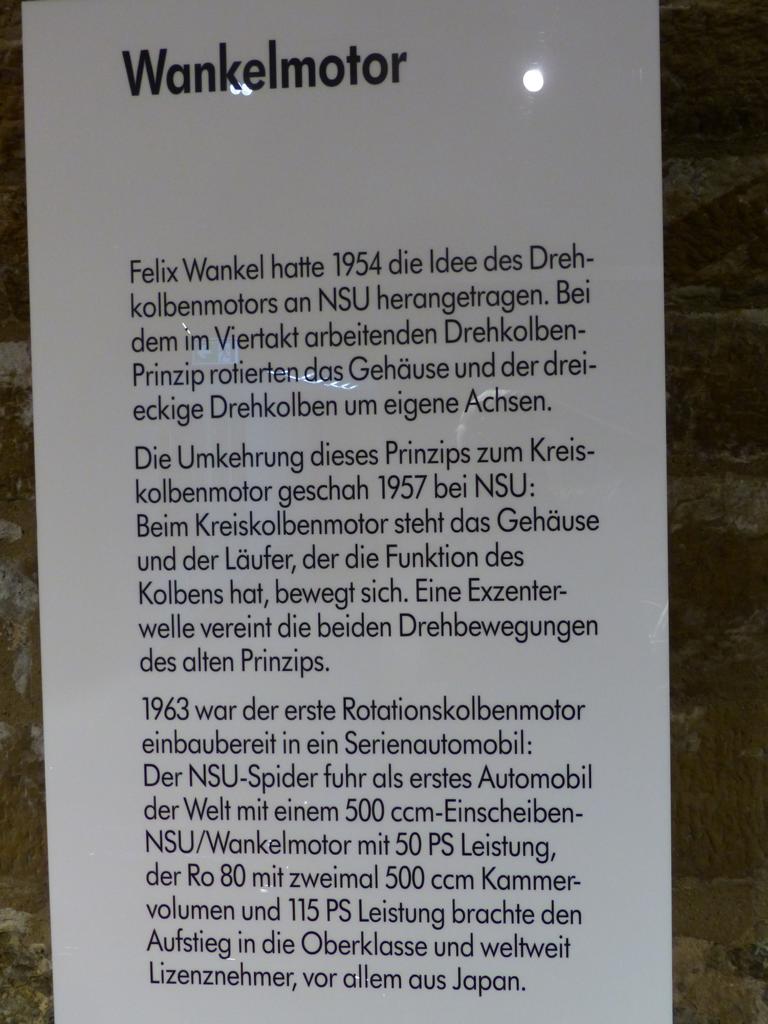 Wankelmotor
Felix Wankel hatte 1954 die Idee des Dreh-
kolbenmotors an NSU herangetragen. Bei
dem im Viertakt arbeitenden Drehkolben-
Prinzip rotierten das Gehäuse und der drei-
eckige Drehkolben um eigene Achsen.
Die Umkehrung dieses Prinzips zum Kreis-
kolbenmotor geschah 1957 bei NSU:
Beim Kreiskolbenmotor steht das Gehäuse
und der Läufer, der die Funktion des
Kolbens hat, bewegt sich. Eine Exzenter-
welle vereint die beiden Drehbewegungen
des alten Prinzips.
1963 war der erste Rotationskolbenmotor
einbaubereit in ein Serienautomobil:
Der NSU-Spider fuhr als erstes Automobil
der Welt mit einem 500 ccm-Einscheiben-
NSU/Wankelmotor mit 50 PS Leistung,
der Ro 80 mit zweimal 500 ccm Kammer-
volumen und 115 PS Leistung brachte den
Aufstieg in die Oberklasse und weltweit
Lizenznehmer, vor allem aus Japan.